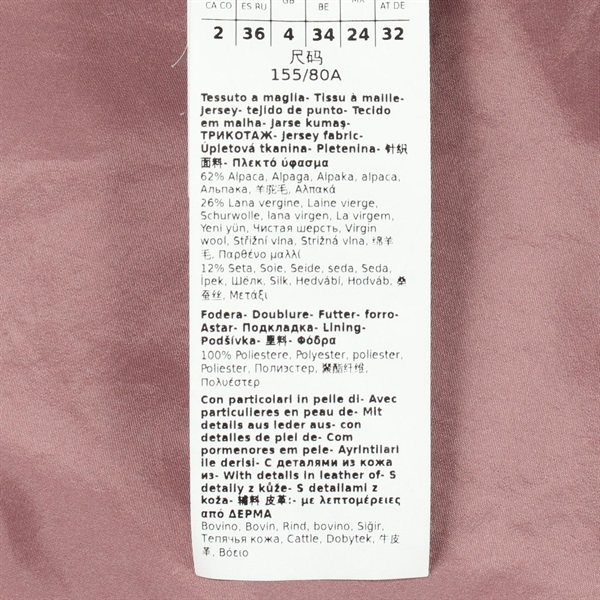 CA CO ES RU GB BE MX AT DE
2 36 4 34 24 32
尺码
155/80A
Tessuto a maglia- Tissu à maille-
Jersey- tejido de punto- Tecido
em malha- Jarse kumaş-
ТРИКОТАЖ- Jersey fabric-
Úpletová tkanina- Pletenina- 针织
面料- Πλεκτό ύφασμα
62% Alpaca, Alpaga, Alpaka, alpaca,
Альпака, 羊驼毛, Αλπακά
26% Lana vergine, Laine vierge,
Schurwolle, lana virgen, La virgem,
Yeni yün, Чистая шерсть, Virgin
wool, Střižní vlna, Strižná vlna, 绵羊
毛, Παρθένο μαλλί
12% Seta, Soie, Seide, seda, Seda,
İpek, Шёлк, Silk, Hedvábí, Hodváb, 桑
蚕丝, Μετάξι
Fodera- Doublure- Futter- forro-
Astar- Подкладка- Lining-
Podšívka- 里料- Φόδρα
100% Poliestere, Polyester, poliester,
Poliester, Полиэстер, 聚酯纤维,
Πολυέστερ
Con particolari in pelle di- Avec
particulieres en peau de- Mit
details aus leder aus- con
detalles de piel de- Com
pormenores em pele- Ayrintilari
ile derisi- С деталями из кожа
из- With details in leather of- S
detaily z kůže- S detailami z
koža- 辅料 皮革:- με λεπτομέρειες
από ΔΕΡΜΑ
Bovino, Bovin, Rind, bovino, Siğir,
Телячья кожа, Cattle, Dobytek, 牛皮
革, Βόειο